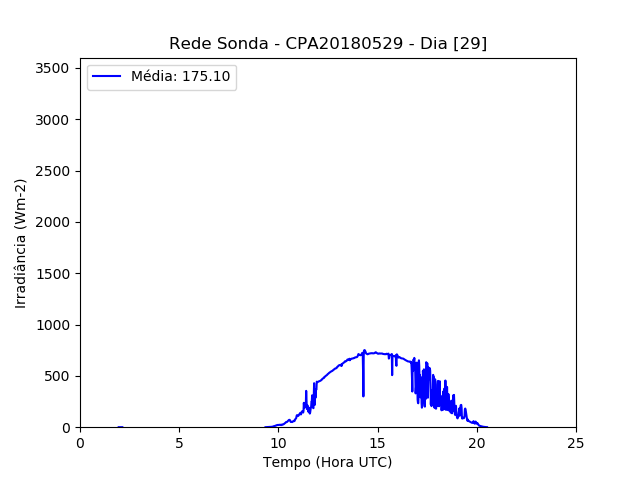 Rede Sonda - CPA20180529 - Dia [29]
Média: 175.10
3500
3000
2500
2000
1500
1000
500
0
Irradiância (Wm-2)
0 5 10 15 20 25
Tempo (Hora UTC)